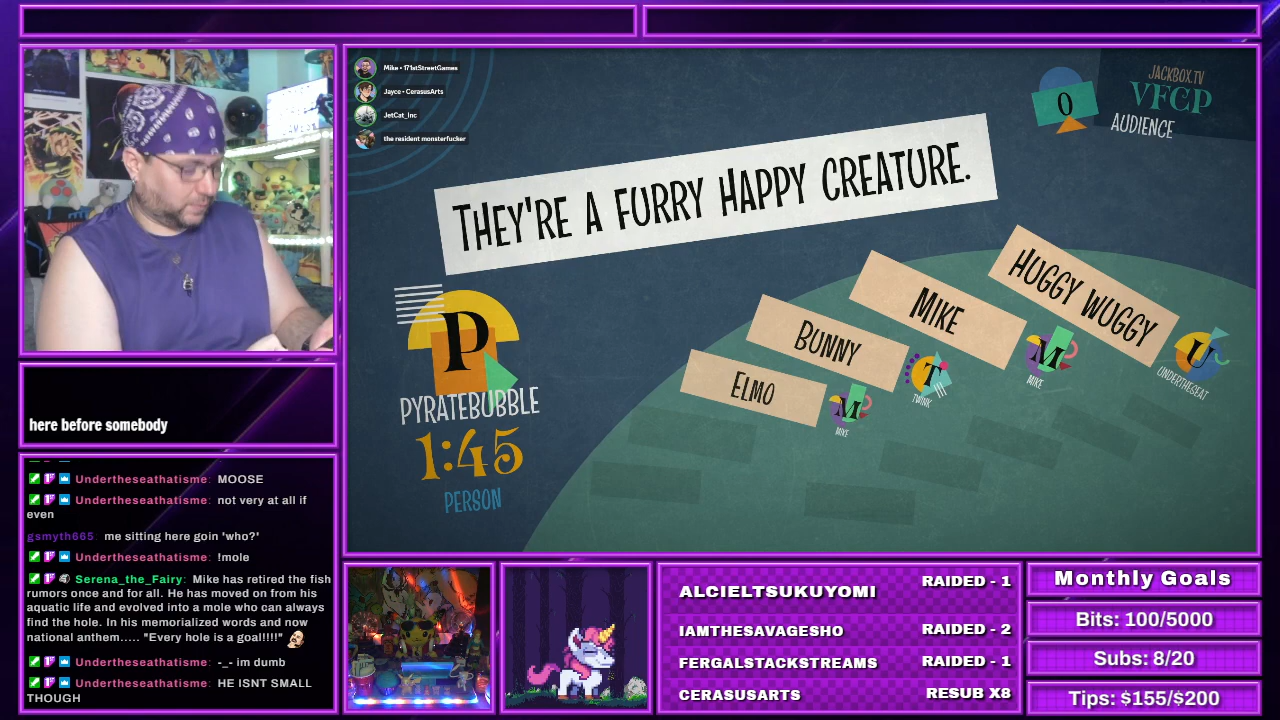 Mike • 171stStreetGames
Jayce • CerasusArts
JetCat_Inc
the resident monsterfucker
JACKBOX.TV
VFCP
AUDIENCE
0
THEY'RE A FURRY HAPPY CREATURE.
P
PYRATEBUBBLE
1:45
PERSON
HUGGY WUGGY
U
UNDERTHESEAT
MIKE
M
MIKE
BUNNY
T
TWINK
ELMO
M
MIKE
here before somebody
Undertheseathatisme: MOOSE
Undertheseathatisme: not very at all if
even
gsmyth665: me sitting here goin 'who?'
Undertheseathatisme: !mole
Serena_the_Fairy: Mike has retired the fish
rumors once and for all. He has moved on from his
aquatic life and evolved into a mole who can always
find the hole. In his memorialized words and now
national anthem..... "Every hole is a goal!!!!"
Undertheseathatisme: -_- im dumb
Undertheseathatisme: HE ISNT SMALL
THOUGH
ALCIELTSUKUYOMI RAIDED - 1
IAMTHESAVAGESHO RAIDED - 2
FERGALSTACKSTREAMS RAIDED - 1
CERASUSARTS RESUB X8
Monthly Goals
Bits: 100/5000
Subs: 8/20
Tips: $155/$200